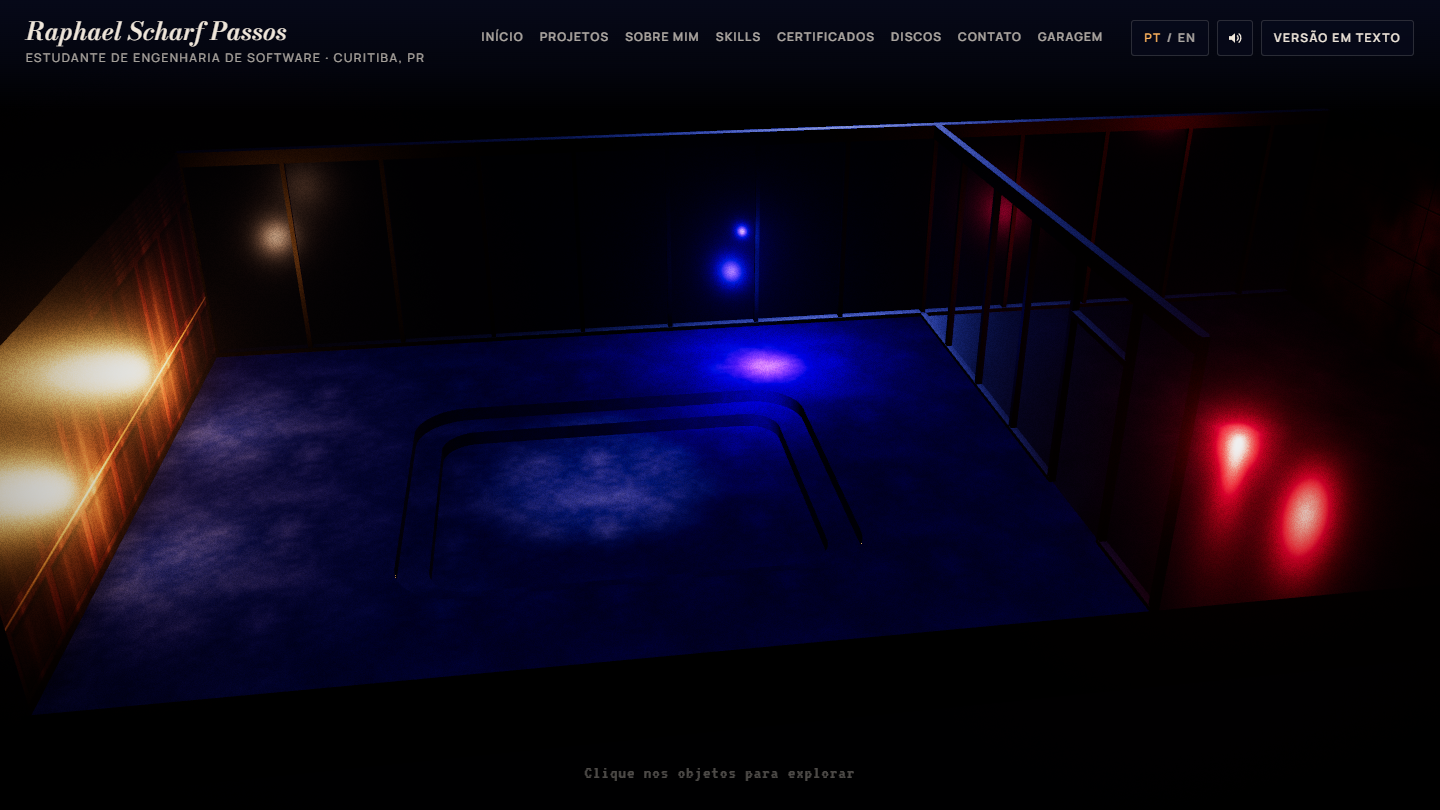 Raphael Scharf Passos
ESTUDANTE DE ENGENHARIA DE SOFTWARE · CURITIBA, PR
INÍCIO PROJETOS SOBRE MIM SKILLS CERTIFICADOS DISCOS CONTATO GARAGEM
PT / EN
VERSÃO EM TEXTO
Clique nos objetos para explorar